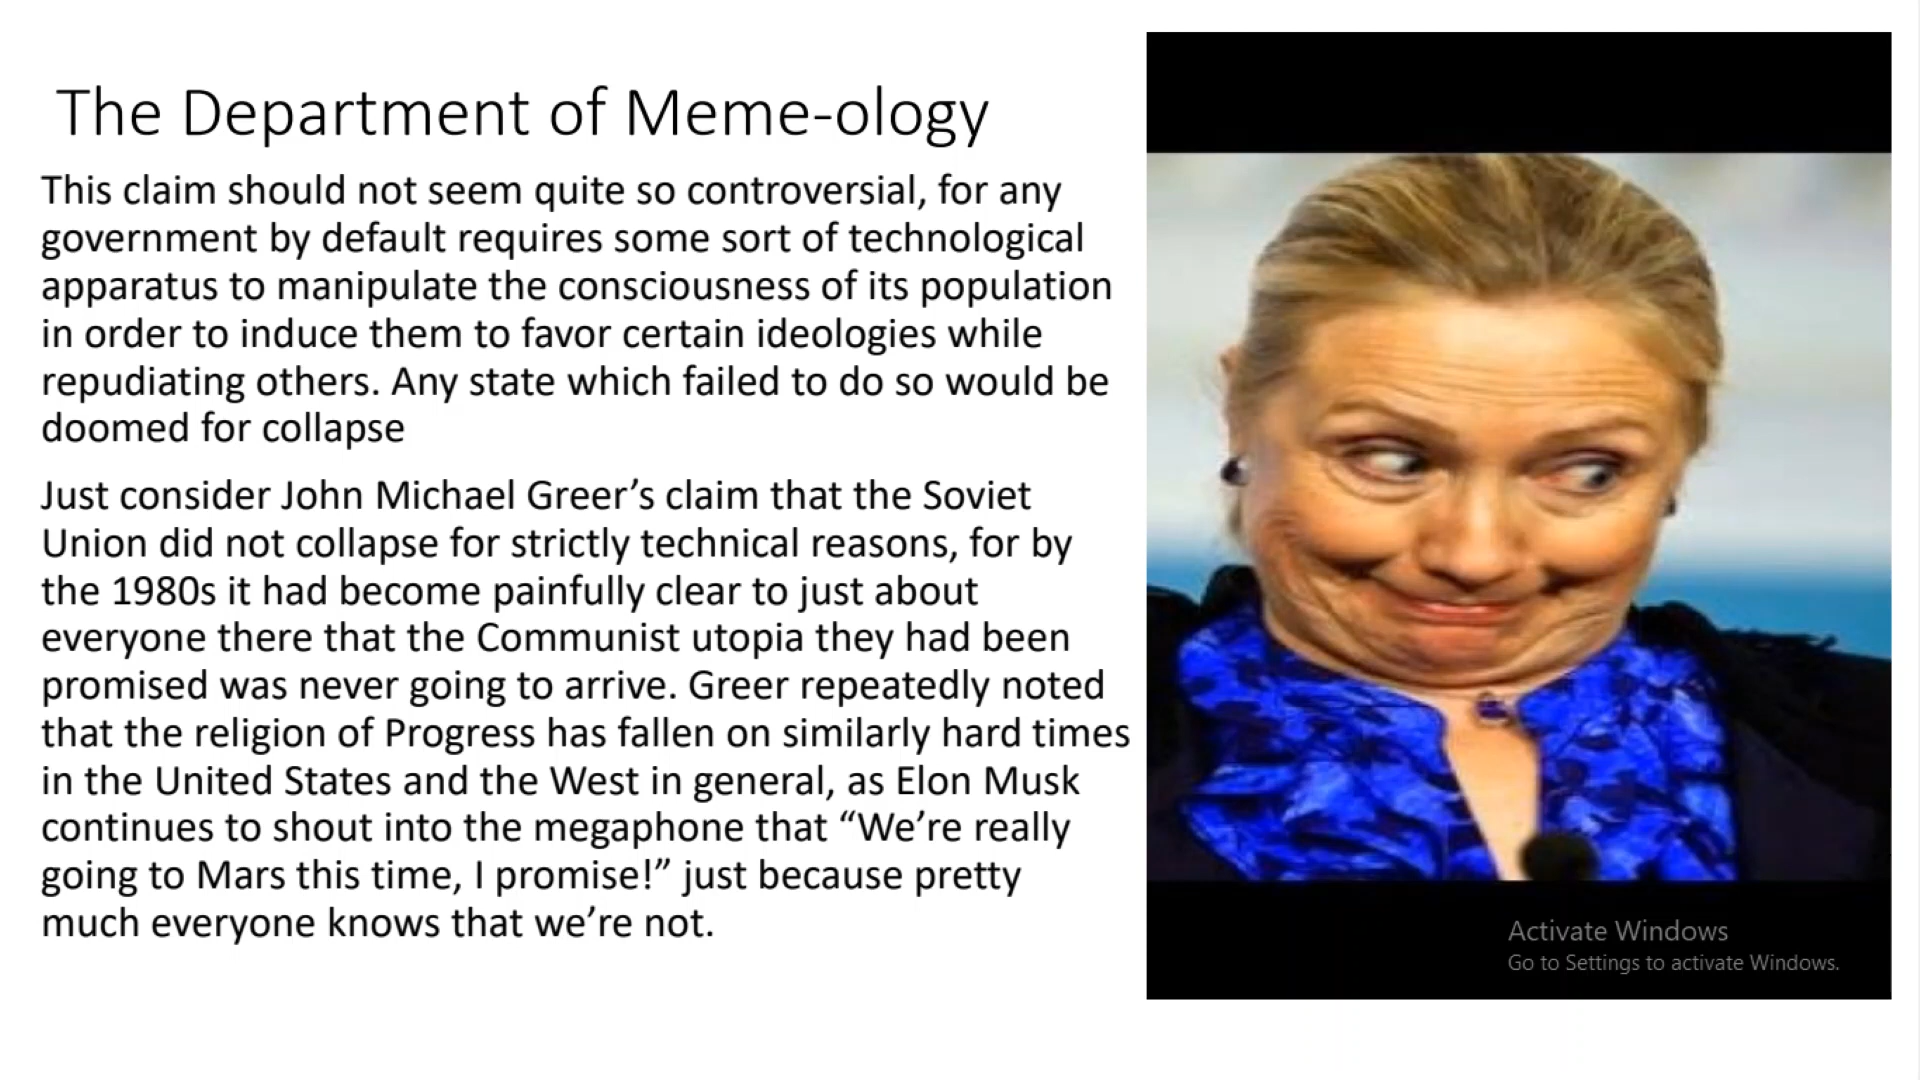 The Department of Meme-ology
This claim should not seem quite so controversial, for any
government by default requires some sort of technological
apparatus to manipulate the consciousness of its population
in order to induce them to favor certain ideologies while
repudiating others. Any state which failed to do so would be
doomed for collapse
Just consider John Michael Greer’s claim that the Soviet
Union did not collapse for strictly technical reasons, for by
the 1980s it had become painfully clear to just about
everyone there that the Communist utopia they had been
promised was never going to arrive. Greer repeatedly noted
that the religion of Progress has fallen on similarly hard times
in the United States and the West in general, as Elon Musk
continues to shout into the megaphone that “We’re really
going to Mars this time, I promise!” just because pretty
much everyone knows that we’re not.
Activate Windows
Go to Settings to activate Windows.